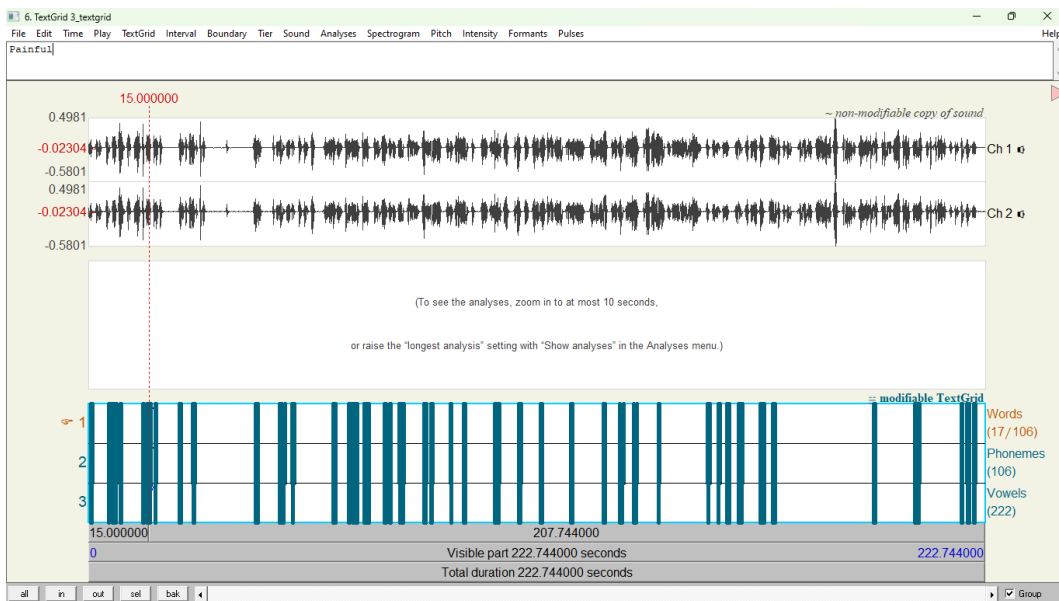 6. TextGrid 3_textgrid
File Edit Time Play TextGrid Interval Boundary Tier Sound Analyses Spectrogram Pitch Intensity Formants Pulses Help
Painful
15.000000
~ non-modifiable copy of sound
0.4981
-0.02304
Ch 1
-0.5801
0.4981
-0.02304
Ch 2
-0.5801
(To see the analyses, zoom in to at most 10 seconds,
or raise the “longest analysis” setting with “Show analyses” in the Analyses menu.)
~ modifiable TextGrid
1
Words
(17/106)
2
Phonemes
(106)
3
Vowels
(222)
15.000000 207.744000
0 Visible part 222.744000 seconds 222.744000
Total duration 222.744000 seconds
all in out sel bak Group